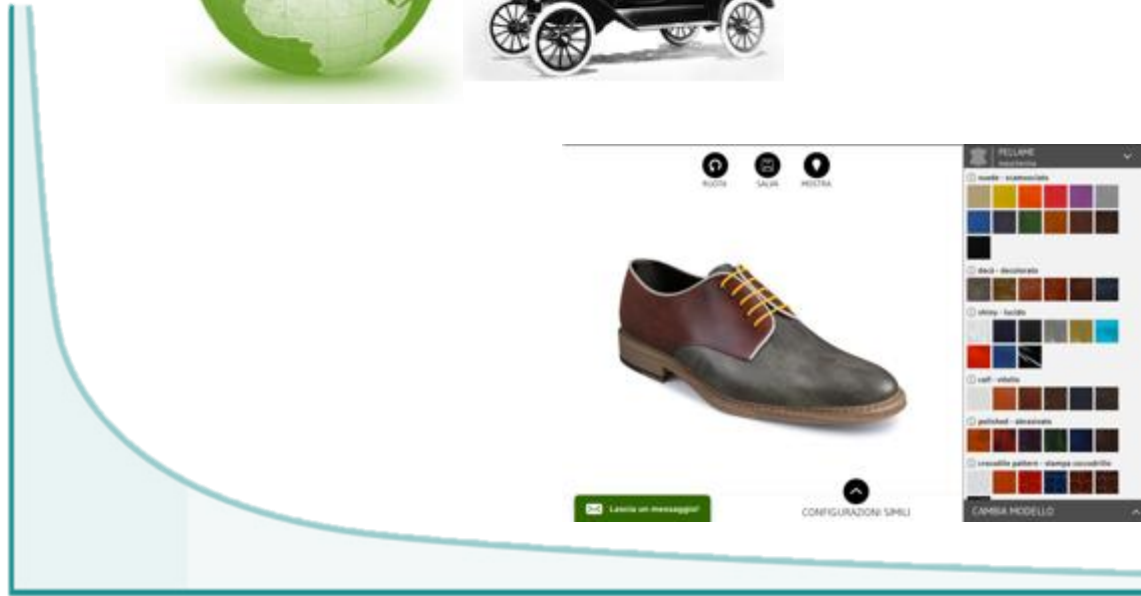 RUOTA
SALVA
MOSTRA
PELLAME
mascherina
suede - scamosciato
decò - decolorato
shiny - lucido
calf - vitello
polished - abrasivato
crocodile pattern - stampa coccodrillo
Lascia un messaggio!
CONFIGURAZIONI SIMILI
CAMBIA MODELLO